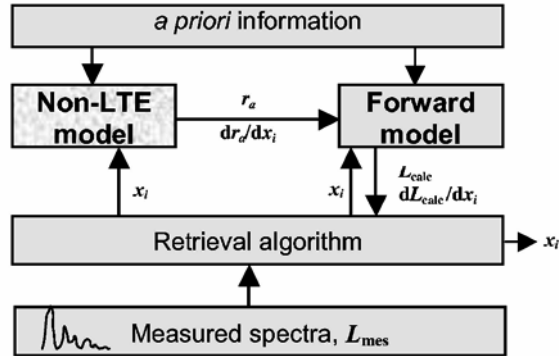 a priori information
Non-LTE
model
r_a
dr_a/dx_i
Forward
model
x_i
x_i
L_calc
dL_calc/dx_i
Retrieval algorithm
x_i
Measured spectra, L_mes